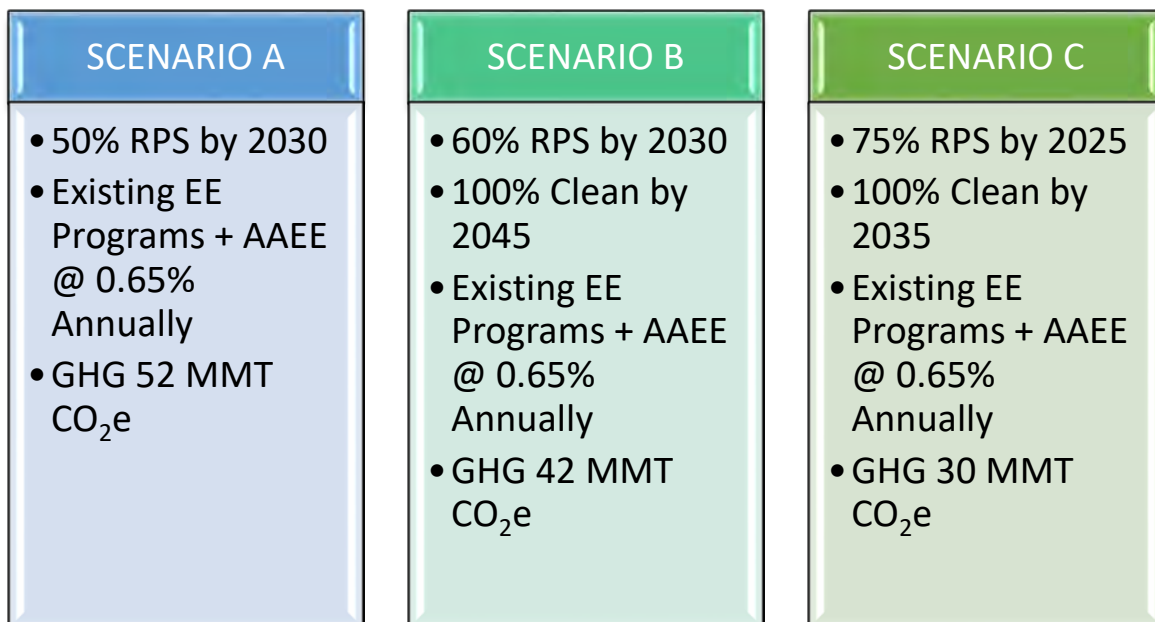 SCENARIO A
• 50% RPS by 2030
• Existing EE
Programs + AAEE
@ 0.65%
Annually
• GHG 52 MMT
CO₂e
SCENARIO B
• 60% RPS by 2030
• 100% Clean by
2045
• Existing EE
Programs + AAEE
@ 0.65%
Annually
• GHG 42 MMT
CO₂e
SCENARIO C
• 75% RPS by 2025
• 100% Clean by
2035
• Existing EE
Programs + AAEE
@ 0.65%
Annually
• GHG 30 MMT
CO₂e